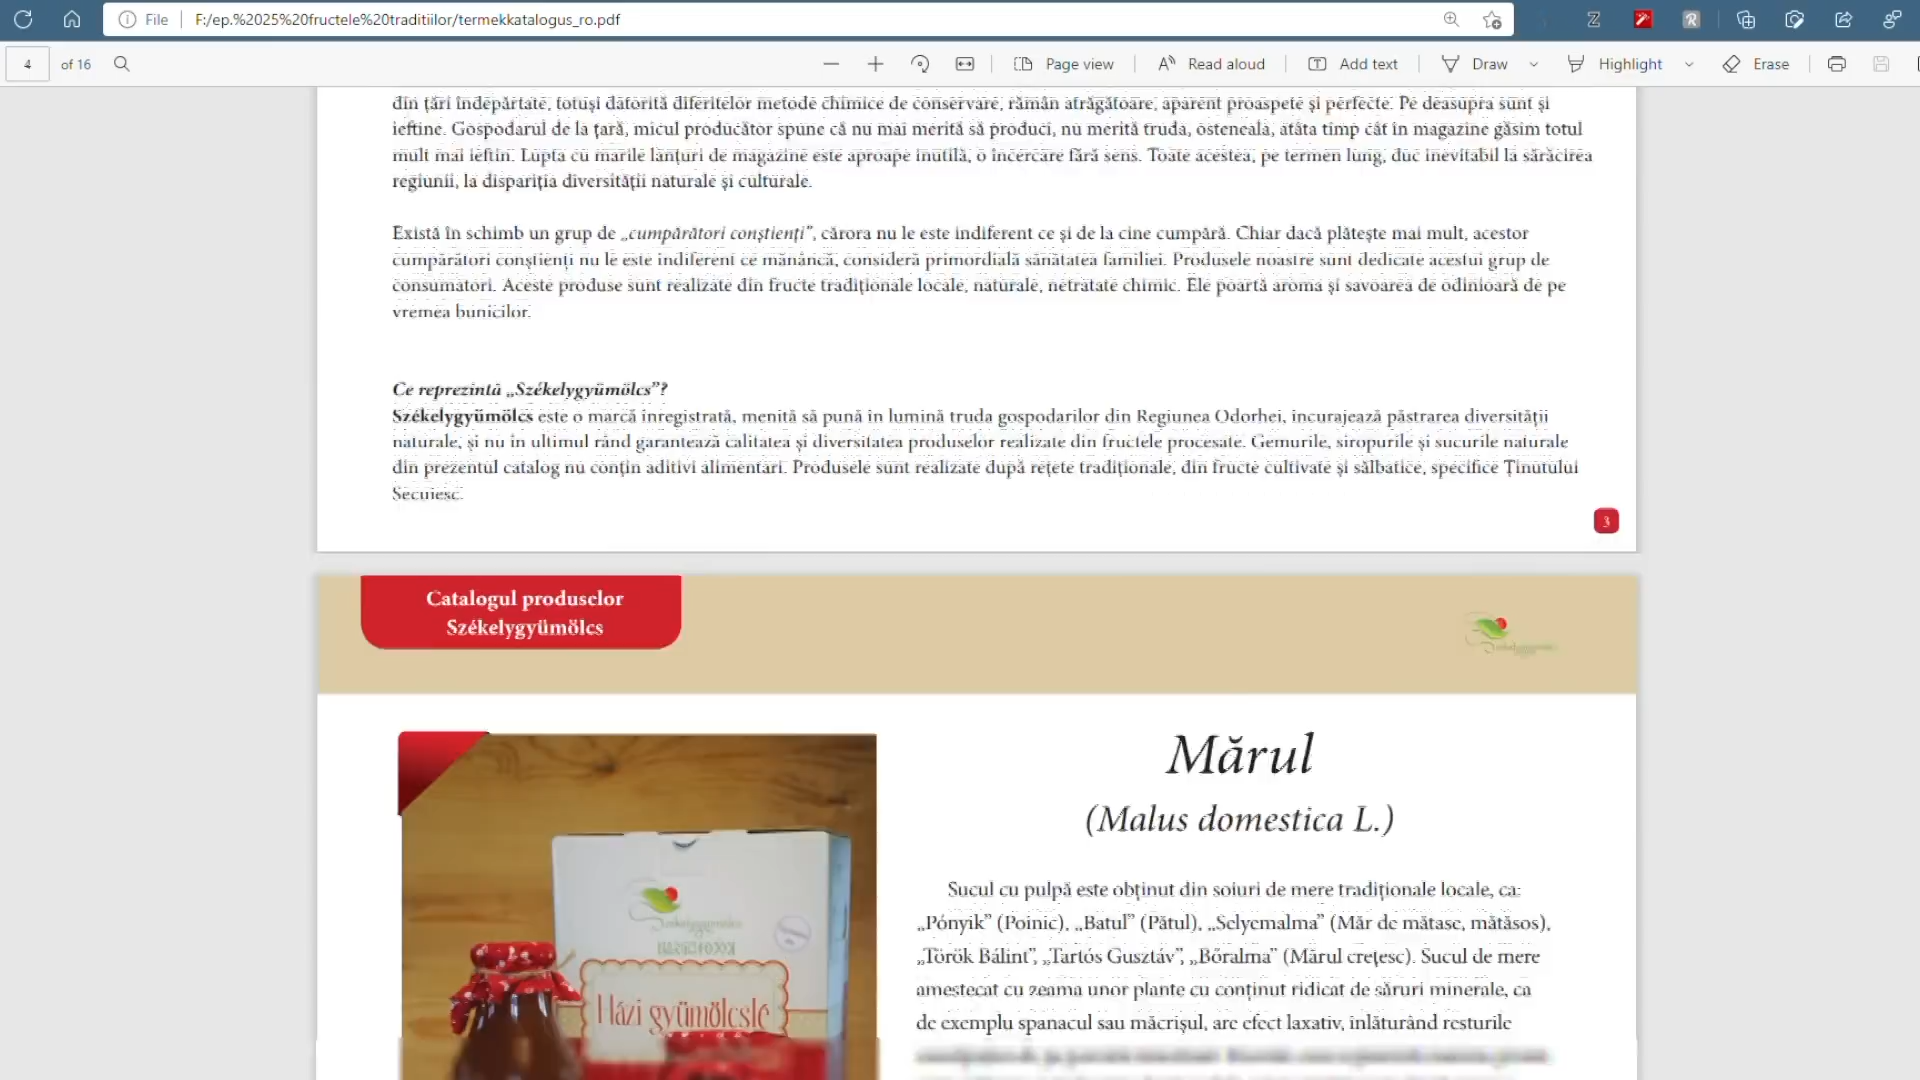 File
F:/ep.%2025%20fructele%20traditiilor/termekkatalogus_ro.pdf
4 of 16
Page view
Read aloud
Add text
Draw
Highlight
Erase
din țări îndepărtate, totuși datorită diferitelor metode chimice de conservare, rămân atrăgătoare, aparent proaspete și perfecte. Pe deasupra sunt și
ieftine. Gospodarul de la țară, micul producător spune că nu mai merită să produci, nu merită truda, osteneala, atâta timp cât în magazine găsim totul
mult mai ieftin. Lupta cu marile lanțuri de magazine este aproape inutilă, o încercare fără sens. Toate acestea, pe termen lung, duc inevitabil la sărăcirea
regiunii, la dispariția diversității naturale și culturale.
Există în schimb un grup de „cumpărători conștienți”, cărora nu le este indiferent ce și de la cine cumpără. Chiar dacă plătește mai mult, acestor
cumpărători conștienți nu le este indiferent ce mănâncă, consideră primordială sănătatea familiei. Produsele noastre sunt dedicate acestui grup de
consumatori. Aceste produse sunt realizate din fructe tradiționale locale, naturale, netratate chimic. Ele poartă aroma și savoarea de odinioară de pe
vremea bunicilor.
Ce reprezintă „Székelygyümölcs”?
Székelygyümölcs este o marcă înregistrată, menită să pună în lumină truda gospodarilor din Regiunea Odorhei, încurajează păstrarea diversității
naturale, și nu în ultimul rând garantează calitatea și diversitatea produselor realizate din fructele procesate. Gemurile, siropurile și sucurile naturale
din prezentul catalog nu conțin aditivi alimentari. Produsele sunt realizate după rețete tradiționale, din fructe cultivate și sălbatice, specifice Ținutului
Secuiesc.
3
Catalogul produselor
Székelygyümölcs
Mărul
(Malus domestica L.)
Sucul cu pulpă este obținut din soiuri de mere tradiționale locale, ca:
„Pónyik” (Poinic), „Batul” (Pătul), „Selyemalma” (Măr de mătase, mătăsos),
„Török Bálint”, „Tartós Gusztáv”, „Bőralma” (Mărul crețesc). Sucul de mere
amestecat cu zeama unor plante cu conținut ridicat de săruri minerale, ca
de exemplu spanacul sau măcrișul, are efect laxativ, înlăturând resturile
Székelygyümölcs
Házi gyümölcslé